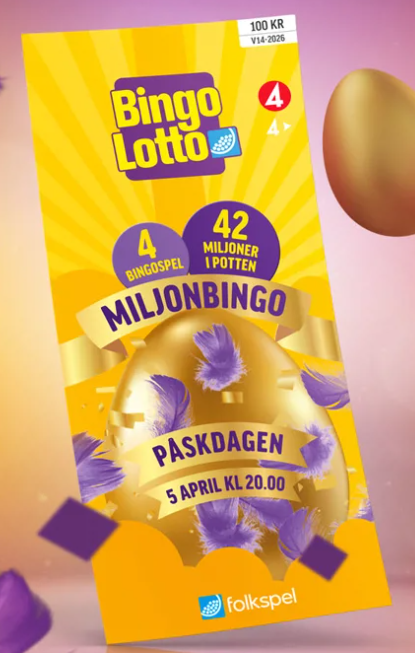 100 KR
V14-2026
Bingo
Lotto
4
4
4
BINGOSPEL
42
MILJONER
I POTTEN
MILJONBINGO
PÅSKDAGEN
5 APRIL KL 20.00
folkspel